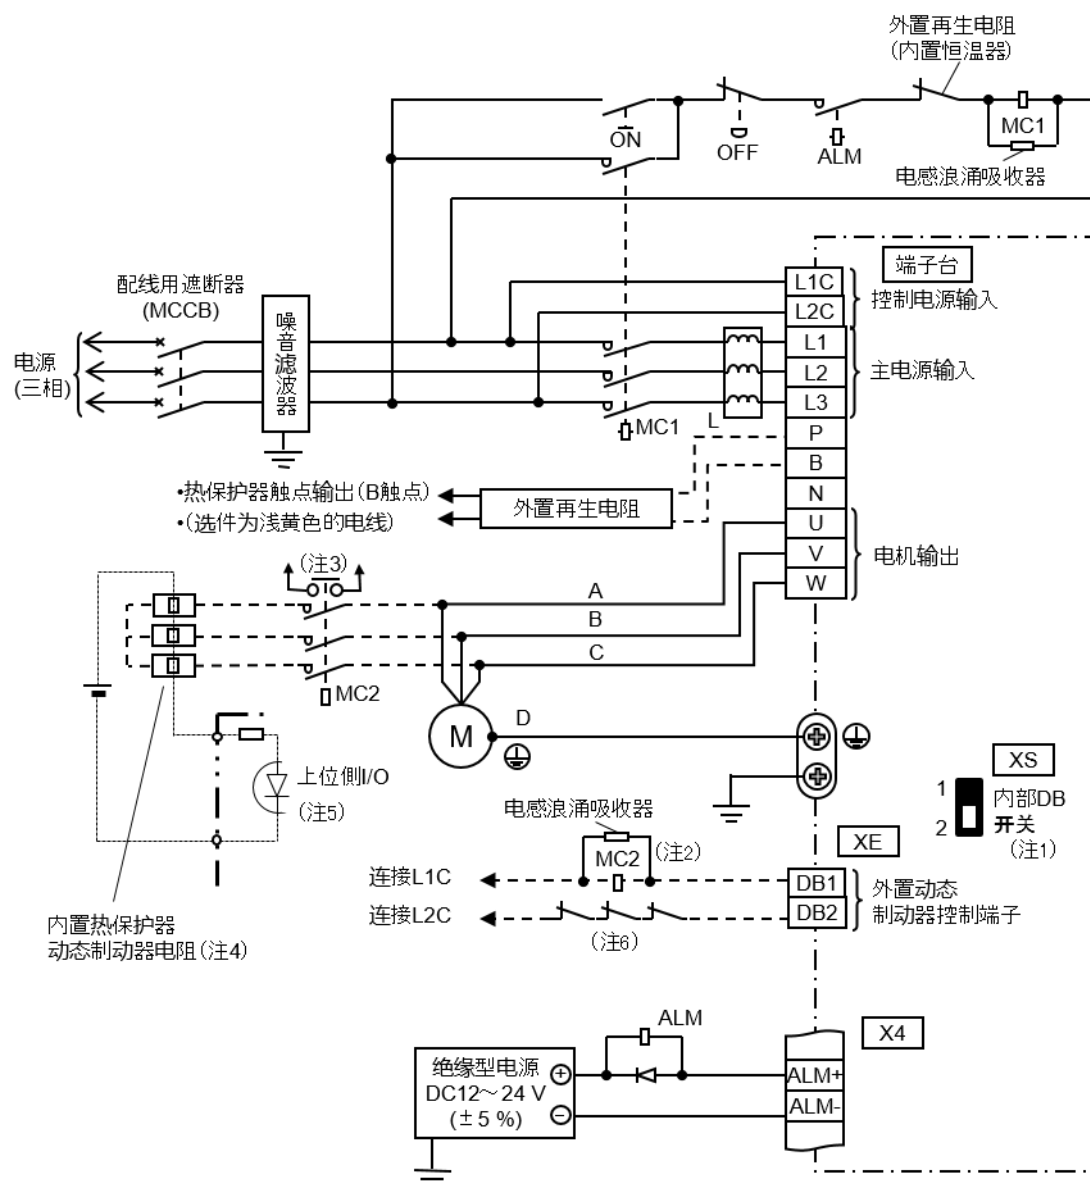 外置再生电阻
(内置恒温器)
ON
OFF
ALM
MC1
电感浪涌吸收器
端子台
配线用遮断器
(MCCB)
噪音滤波器
L1C
L2C
控制电源输入
电源
(三相)
L1
L2
L3
主电源输入
MC1
L
P
B
N
U
V
W
•热保护器触点输出(B触点)
•(选件为浅黄色的电线)
外置再生电阻
电机输出
(注3)
A
B
C
MC2
M
D
上位侧I/O
(注5)
XS
1
2
内部DB
开关
(注1)
电感浪涌吸收器
MC2
(注2)
XE
连接L1C
连接L2C
DB1
DB2
外置动态
制动器控制端子
(注6)
内置热保护器
动态制动器电阻(注4)
X4
ALM
绝缘型电源
DC12～24 V
(±5 %)
+
−
ALM+
ALM-